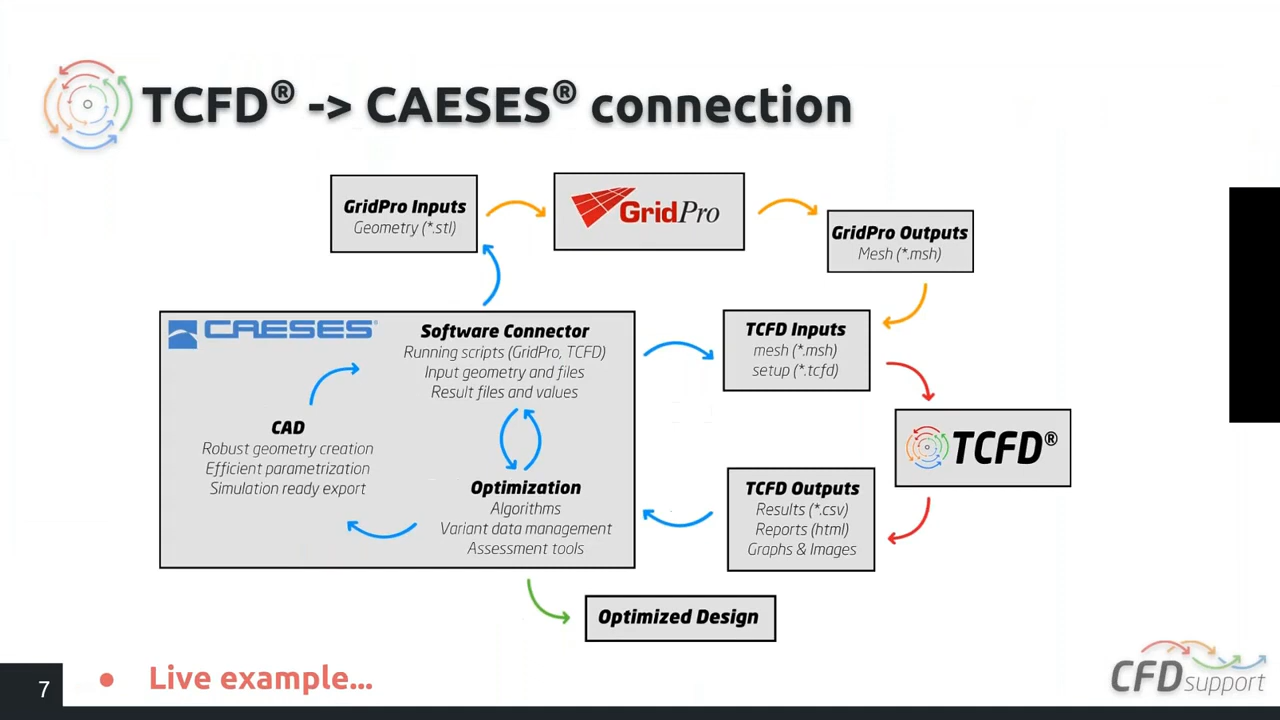 TCFD® -> CAESES® connection
GridPro Inputs
Geometry (*.stl)
GridPro
GridPro Outputs
Mesh (*.msh)
CAESES®
Software Connector
Running scripts (GridPro, TCFD)
Input geometry and files
Result files and values
TCFD Inputs
mesh (*.msh)
setup (*.tcfd)
CAD
Robust geometry creation
Efficient parametrization
Simulation ready export
TCFD®
Optimization
Algorithms
Variant data management
Assessment tools
TCFD Outputs
Results (*.csv)
Reports (html)
Graphs & Images
Optimized Design
● Live example...
7
CFD support